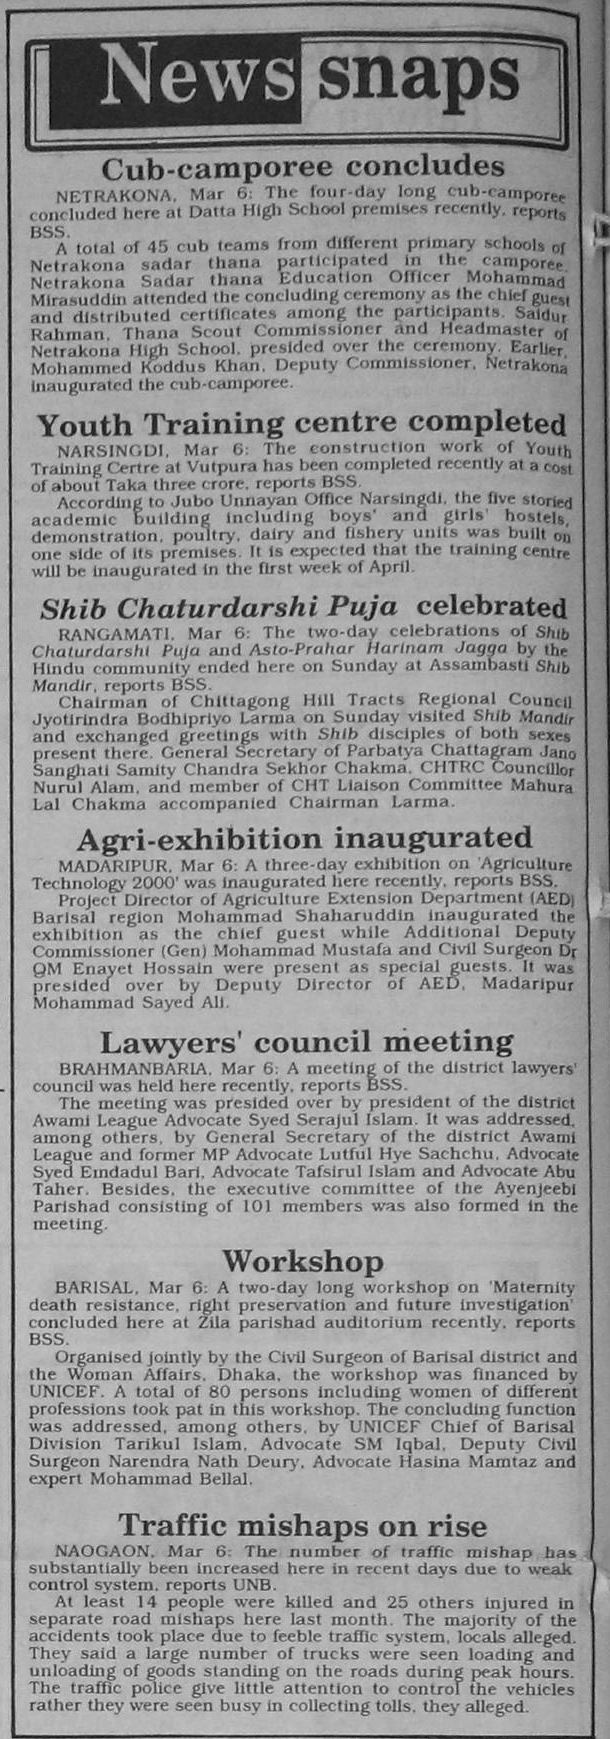 News snaps
Cub-camporee concludes
NETRAKONA, Mar 6: The four-day long cub-camporee
concluded here at Datta High School premises recently, reports
BSS.
A total of 45 cub teams from different primary schools of
Netrakona sadar thana participated in the camporee.
Netrakona Sadar thana Education Officer Mohammad
Mirasuddin attended the concluding ceremony as the chief guest
and distributed certificates among the participants. Saidur
Rahman, Thana Scout Commissioner and Headmaster of
Netrakona High School, presided over the ceremony. Earlier,
Mohammed Koddus Khan, Deputy Commissioner, Netrakona
inaugurated the cub-camporee.
Youth Training centre completed
NARSINGDI, Mar 6: The construction work of Youth
Training Certre at Vutpura has been completed recently at a cost
of about Taka three crore, reports BSS.
According to Jubo Unnayan Office Narsingdi, the five storied
academic building including boys' and girls' hostels,
demonstration, poultry, dairy and fishery units was built on
one side of its premises. It is expected that the training centre
will be inaugurated in the first week of April.
Shib Chaturdarshi Puja celebrated
RANGAMATI, Mar 6: The two-day celebrations of Shib
Chaturdarshi Puja and Asto-Prahar Harinam Jagga by the
Hindu community ended here on Sunday at Assambasti Shib
Mandir, reports BSS.
Chairman of Chittagong Hill Tracts Regional Council
Jyotirindra Bodhipriyo Larma on Sunday visited Shib Mandir
and exchanged greetings with Shib disciples of both sexes
present there. General Secretary of Parbatya Chattagram Jano
Sanghati Samity Chandra Sekhor Chakma, CHTRC Councillor
Nurul Alam, and member of CHT Liaison Committee Mahura
Lal Chakma accompanied Chairman Larma.
Agri-exhibition inaugurated
MADARIPUR, Mar 6: A three-day exhibition on 'Agriculture
Technology 2000' was inaugurated here recently, reports BSS.
Project Director of Agriculture Extension Department (AED)
Barisal region Mohammad Shaharuddin inaugurated the
exhibition as the chief guest while Additional Deputy
Commissioner (Gen) Mohammad Mustafa and Civil Surgeon Dr
QM Enayet Hossain were present as special guests. It was
presided over by Deputy Director of AED, Madaripur
Mohammad Sayed Ali.
Lawyers' council meeting
BRAHMANBARIA, Mar 6: A meeting of the district lawyers'
council was held here recently, reports BSS.
The meeting was presided over by president of the district
Awami League Advocate Syed Serajul Islam. It was addressed,
among others, by General Secretary of the district Awami
League and former MP Advocate Lutful Hye Sachchu, Advocate
Syed Emdadul Bari, Advocate Tafsirul Islam and Advocate Abu
Taher. Besides, the executive committee of the Ayenjeebi
Parishad consisting of 101 members was also formed in the
meeting.
Workshop
BARISAL, Mar 6: A two-day long workshop on 'Maternity
death resistance, right preservation and future investigation'
concluded here at Zila parishad auditorium recently, reports
BSS.
Organised jointly by the Civil Surgeon of Barisal district and
the Woman Affairs, Dhaka, the workshop was financed by
UNICEF. A total of 80 persons including women of different
professions took pat in this workshop. The concluding function
was addressed, among others, by UNICEF Chief of Barisal
Division Tarikul Islam, Advocate SM Iqbal, Deputy Civil
Surgeon Narendra Nath Deury, Advocate Hasina Mamtaz and
expert Mohammad Bellal.
Traffic mishaps on rise
NAOGAON, Mar 6: The number of traffic mishap has
substantially been increased here in recent days due to weak
control system, reports UNB.
At least 14 people were killed and 25 others injured in
separate road mishaps here last month. The majority of the
accidents took place due to feeble traffic system, locals alleged.
They said a large number of trucks were seen loading and
unloading of goods standing on the roads during peak hours.
The traffic police give little attention to control the vehicles
rather they were seen busy in collecting tolls, they alleged.